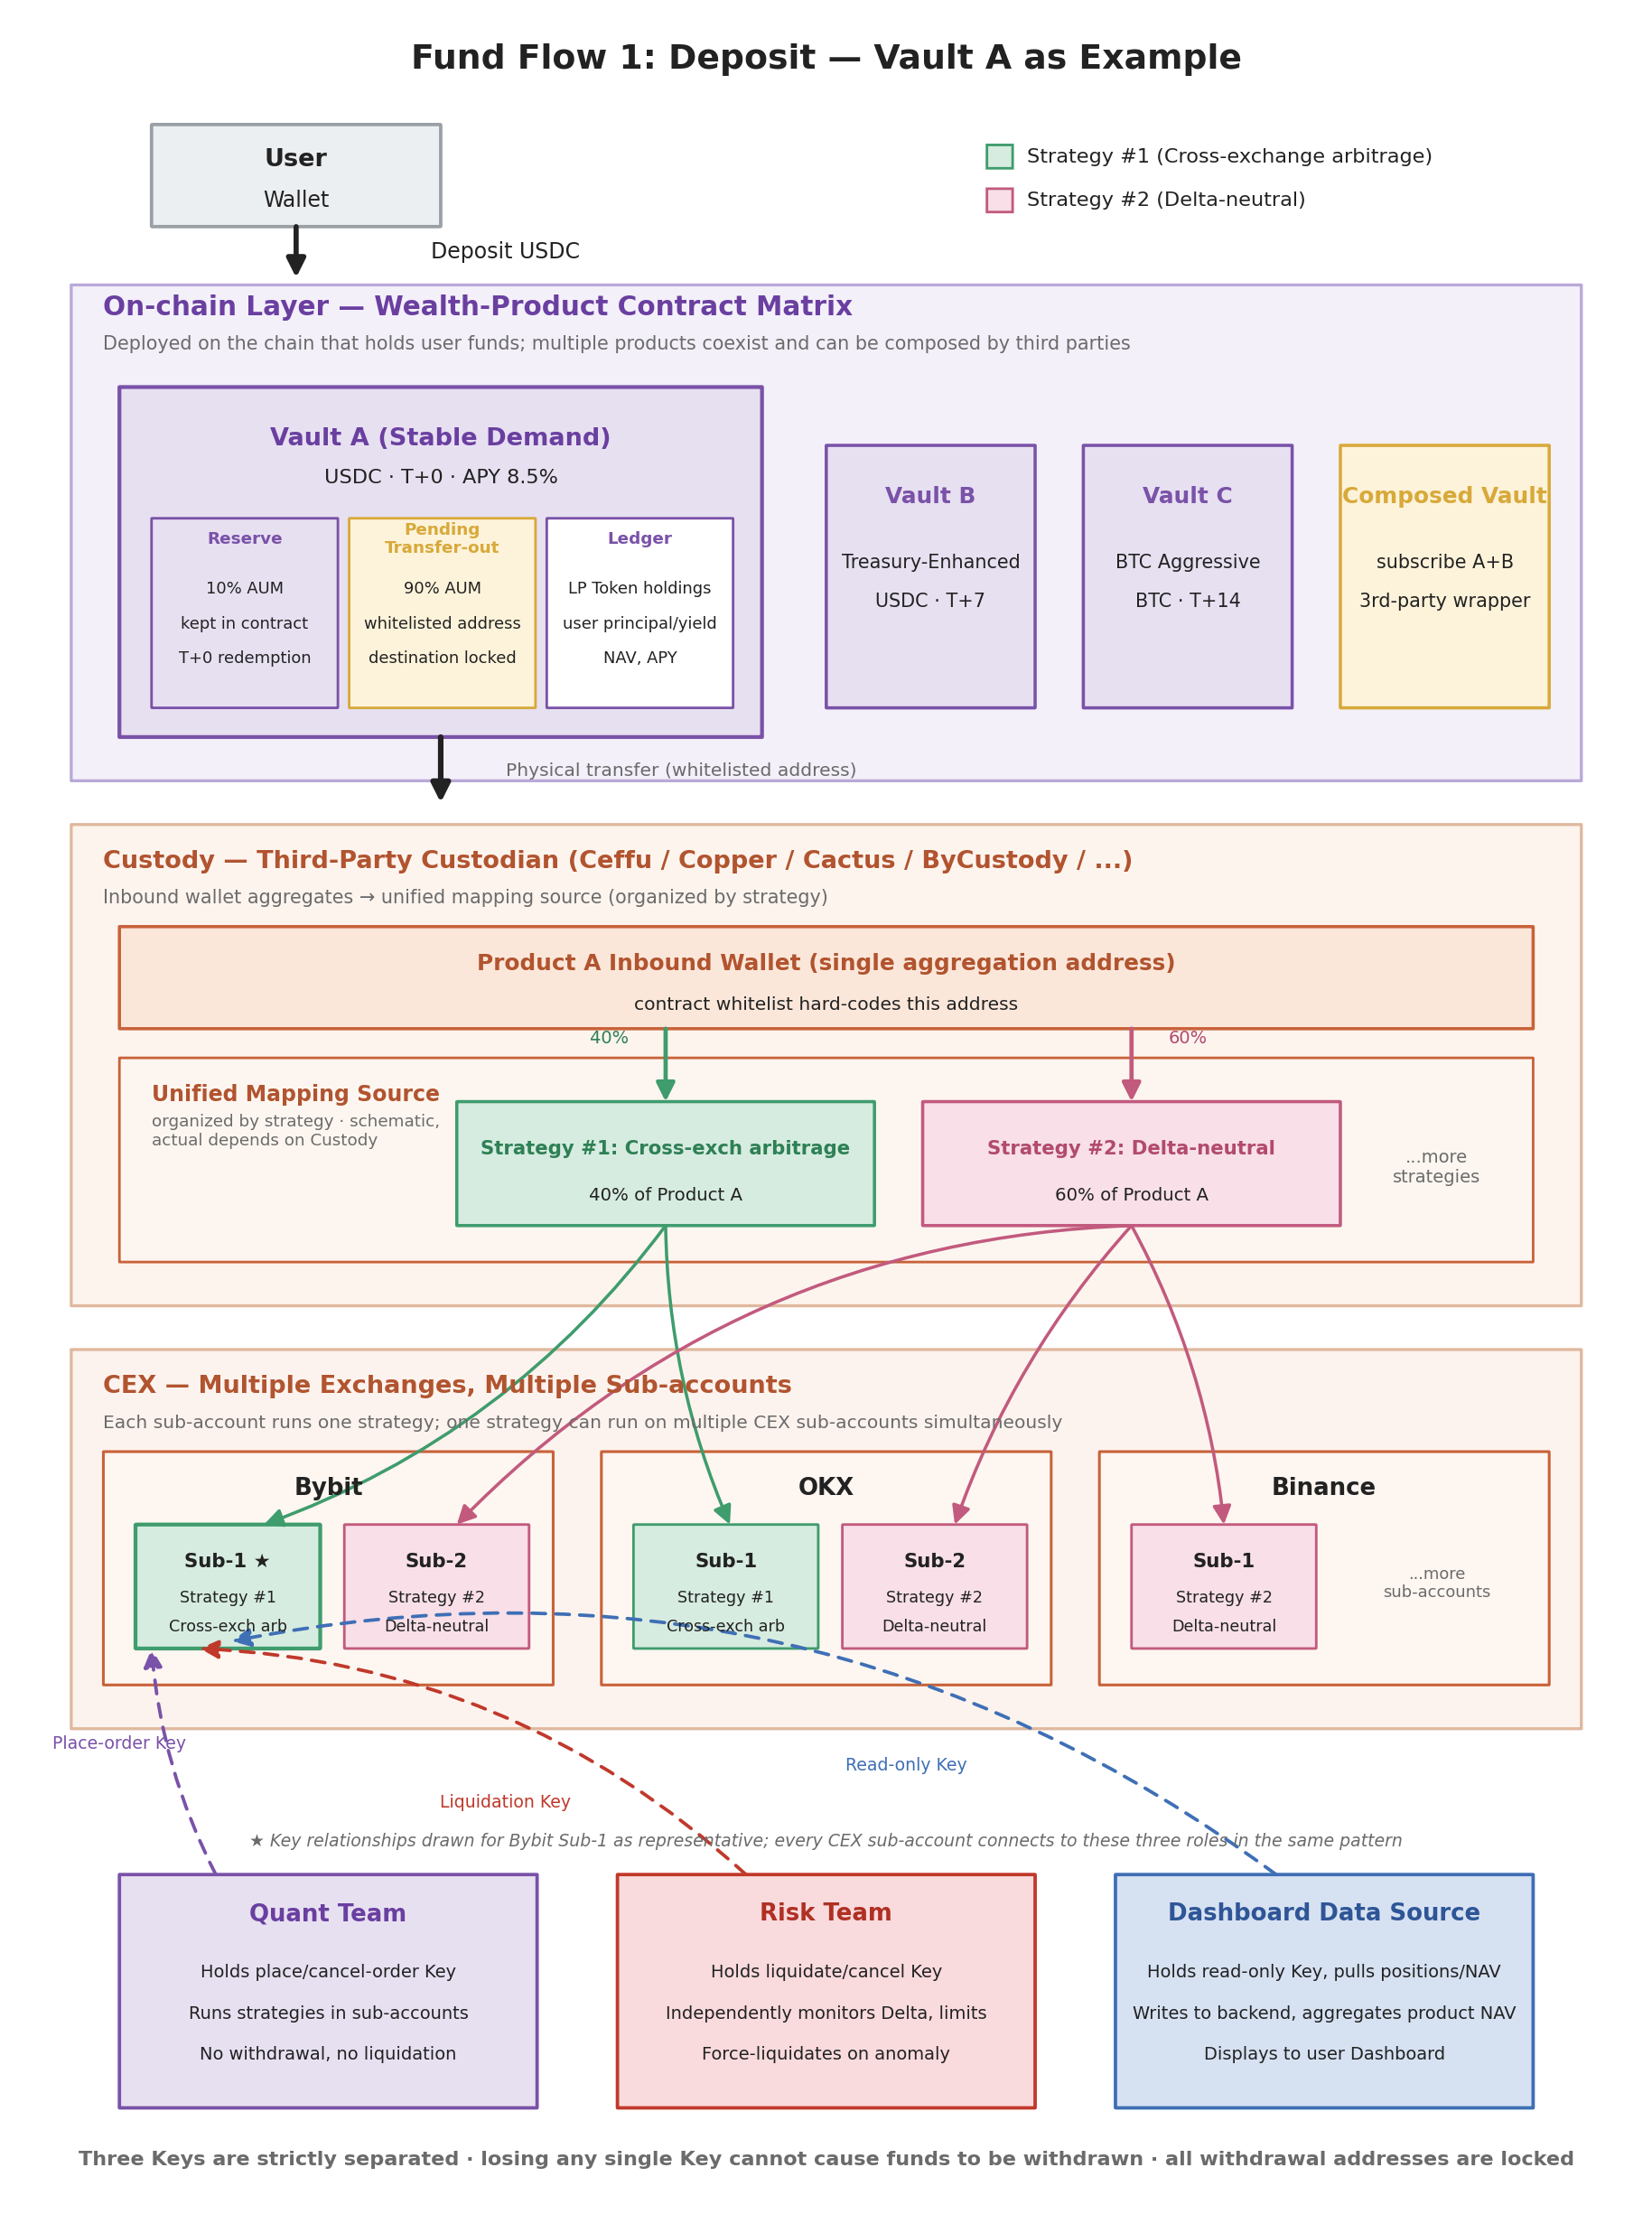 Fund Flow 1: Deposit — Vault A as Example
User
Wallet
Strategy #1 (Cross-exchange arbitrage)
Strategy #2 (Delta-neutral)
Deposit USDC
On-chain Layer — Wealth-Product Contract Matrix
Deployed on the chain that holds user funds; multiple products coexist and can be composed by third parties
Vault A (Stable Demand)
USDC · T+0 · APY 8.5%
Reserve
10% AUM
kept in contract
T+0 redemption
Pending
Transfer-out
90% AUM
whitelisted address
destination locked
Ledger
LP Token holdings
user principal/yield
NAV, APY
Vault B
Treasury-Enhanced
USDC · T+7
Vault C
BTC Aggressive
BTC · T+14
Composed Vault
subscribe A+B
3rd-party wrapper
Physical transfer (whitelisted address)
Custody — Third-Party Custodian (Ceffu / Copper / Cactus / ByCustody / ...)
Inbound wallet aggregates → unified mapping source (organized by strategy)
Product A Inbound Wallet (single aggregation address)
contract whitelist hard-codes this address
40%
60%
Unified Mapping Source
organized by strategy · schematic,
actual depends on Custody
Strategy #1: Cross-exch arbitrage
40% of Product A
Strategy #2: Delta-neutral
60% of Product A
...more
strategies
CEX — Multiple Exchanges, Multiple Sub-accounts
Each sub-account runs one strategy; one strategy can run on multiple CEX sub-accounts simultaneously
Bybit
Sub-1 ★
Strategy #1
Cross-exch arb
Sub-2
Strategy #2
Delta-neutral
OKX
Sub-1
Strategy #1
Cross-exch arb
Sub-2
Strategy #2
Delta-neutral
Binance
Sub-1
Strategy #2
Delta-neutral
...more
sub-accounts
Place-order Key
Read-only Key
Liquidation Key
★ Key relationships drawn for Bybit Sub-1 as representative; every CEX sub-account connects to these three roles in the same pattern
Quant Team
Holds place/cancel-order Key
Runs strategies in sub-accounts
No withdrawal, no liquidation
Risk Team
Holds liquidate/cancel Key
Independently monitors Delta, limits
Force-liquidates on anomaly
Dashboard Data Source
Holds read-only Key, pulls positions/NAV
Writes to backend, aggregates product NAV
Displays to user Dashboard
Three Keys are strictly separated · losing any single Key cannot cause funds to be withdrawn · all withdrawal addresses are locked